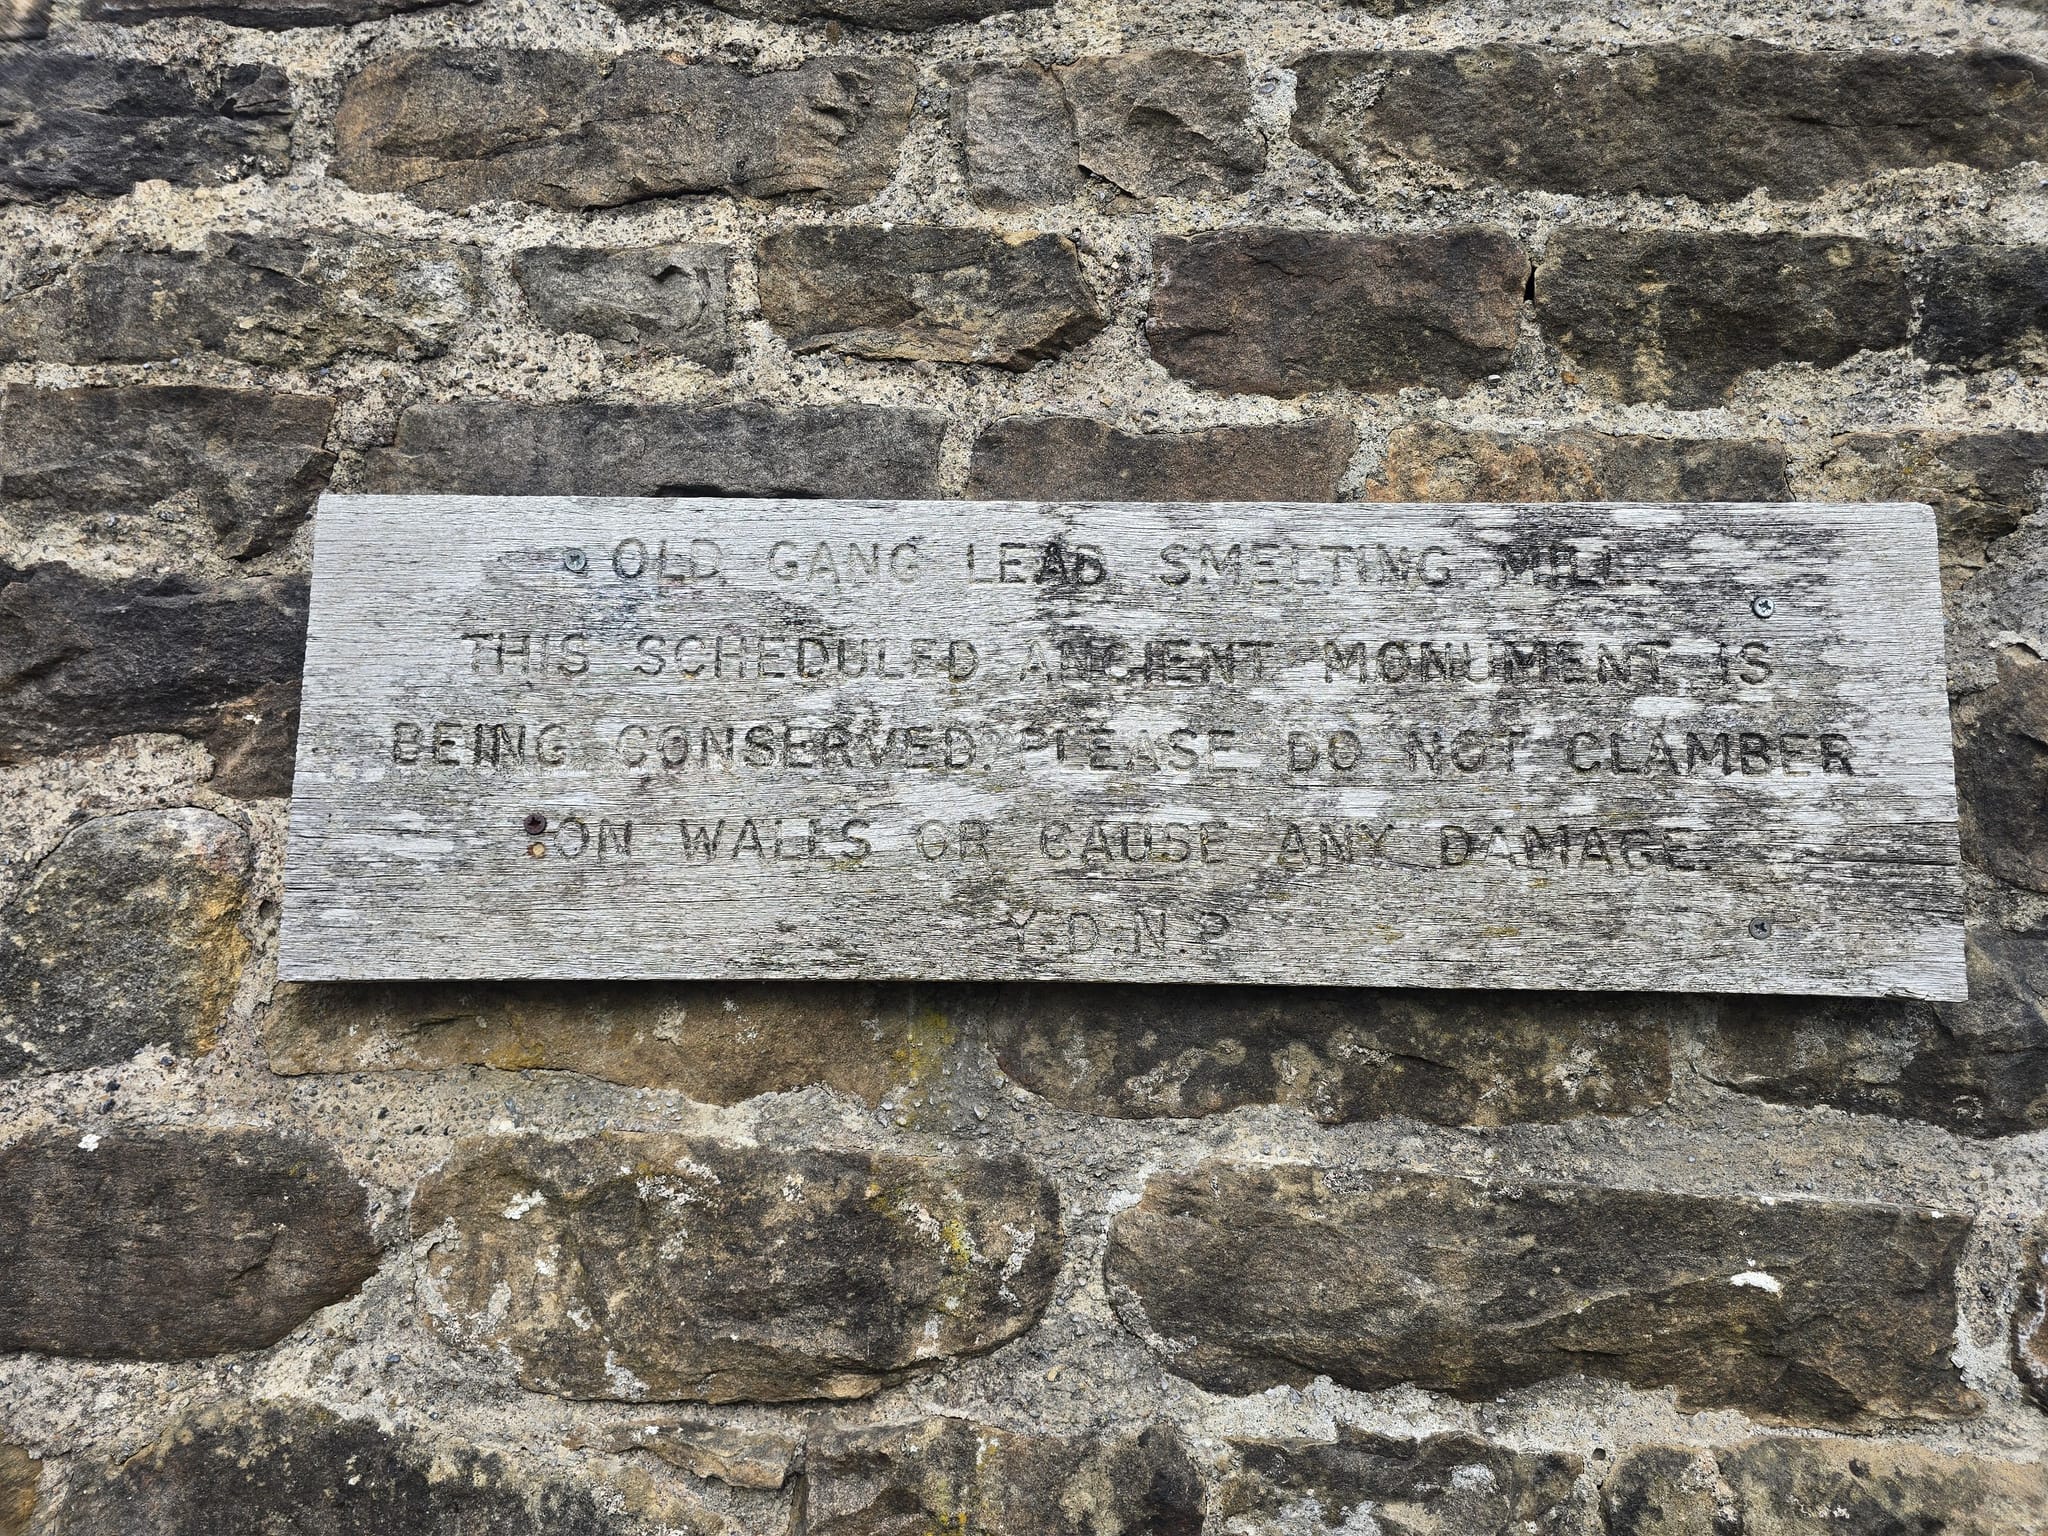 OLD GANG LEAD SMELTING MILL
THIS SCHEDULED ANCIENT MONUMENT IS
BEING CONSERVED. PLEASE DO NOT CLAMBER
ON WALLS OR CAUSE ANY DAMAGE
Y.D.N.P